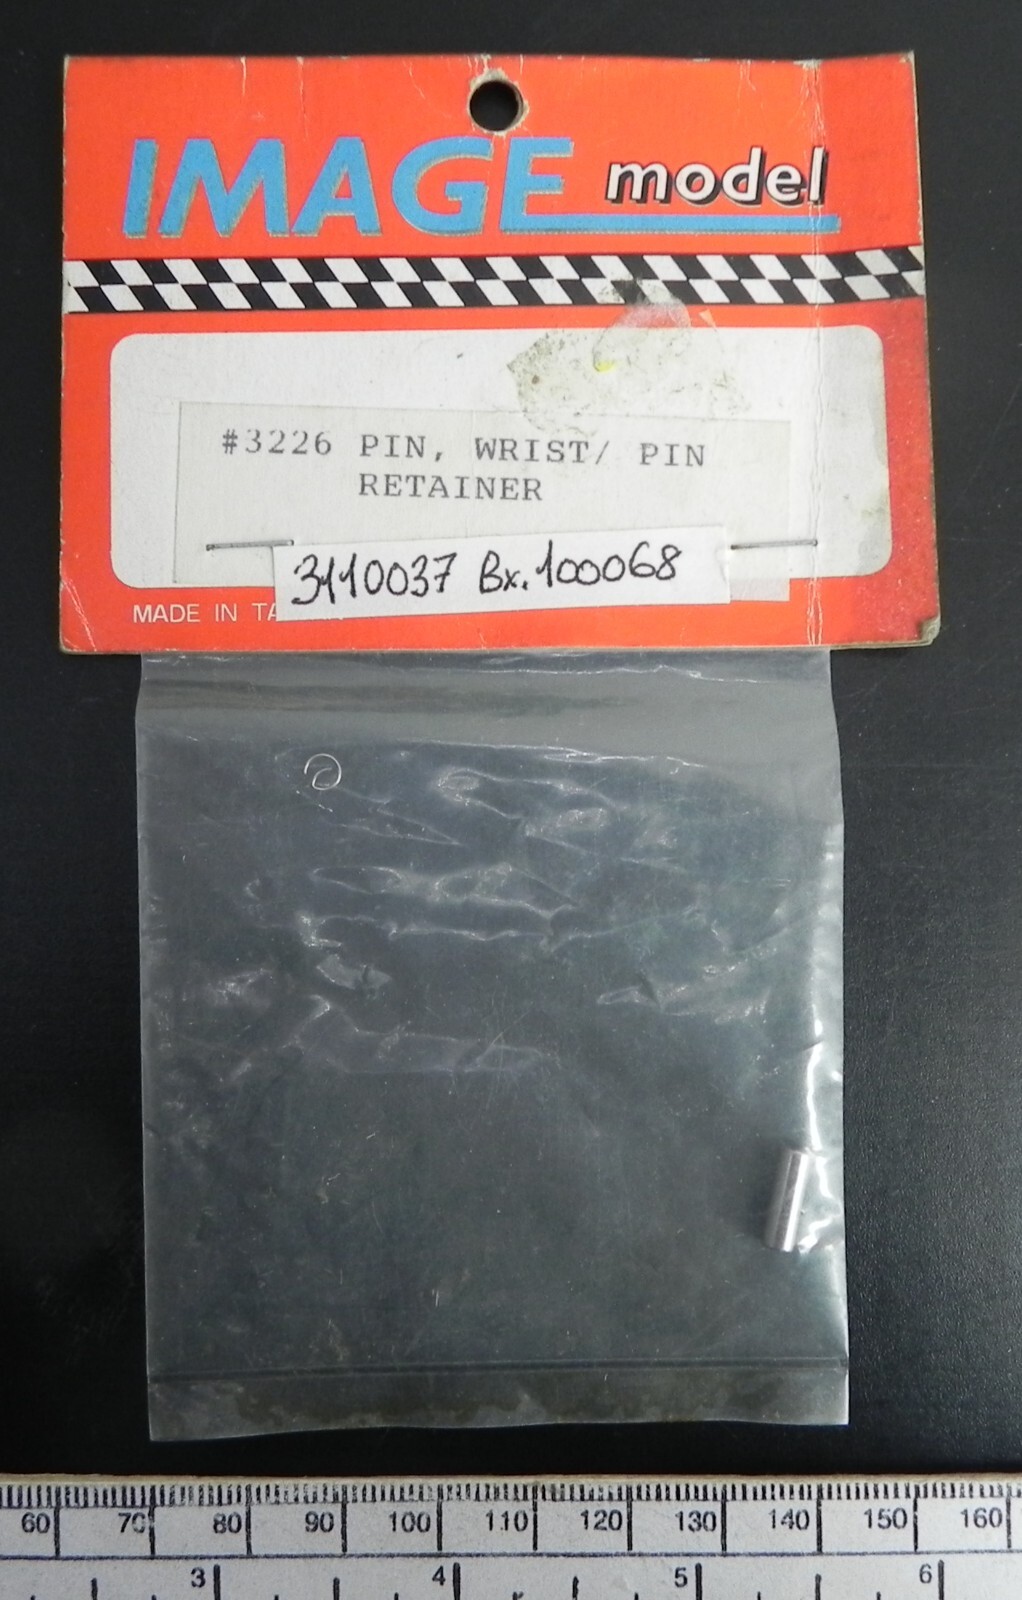 IMAGE model
#3226 PIN, WRIST/ PIN
RETAINER
3110037 Bx.100068
MADE IN
60 70 80 90 100 110 120 130 140 150 160
3 4 5 6